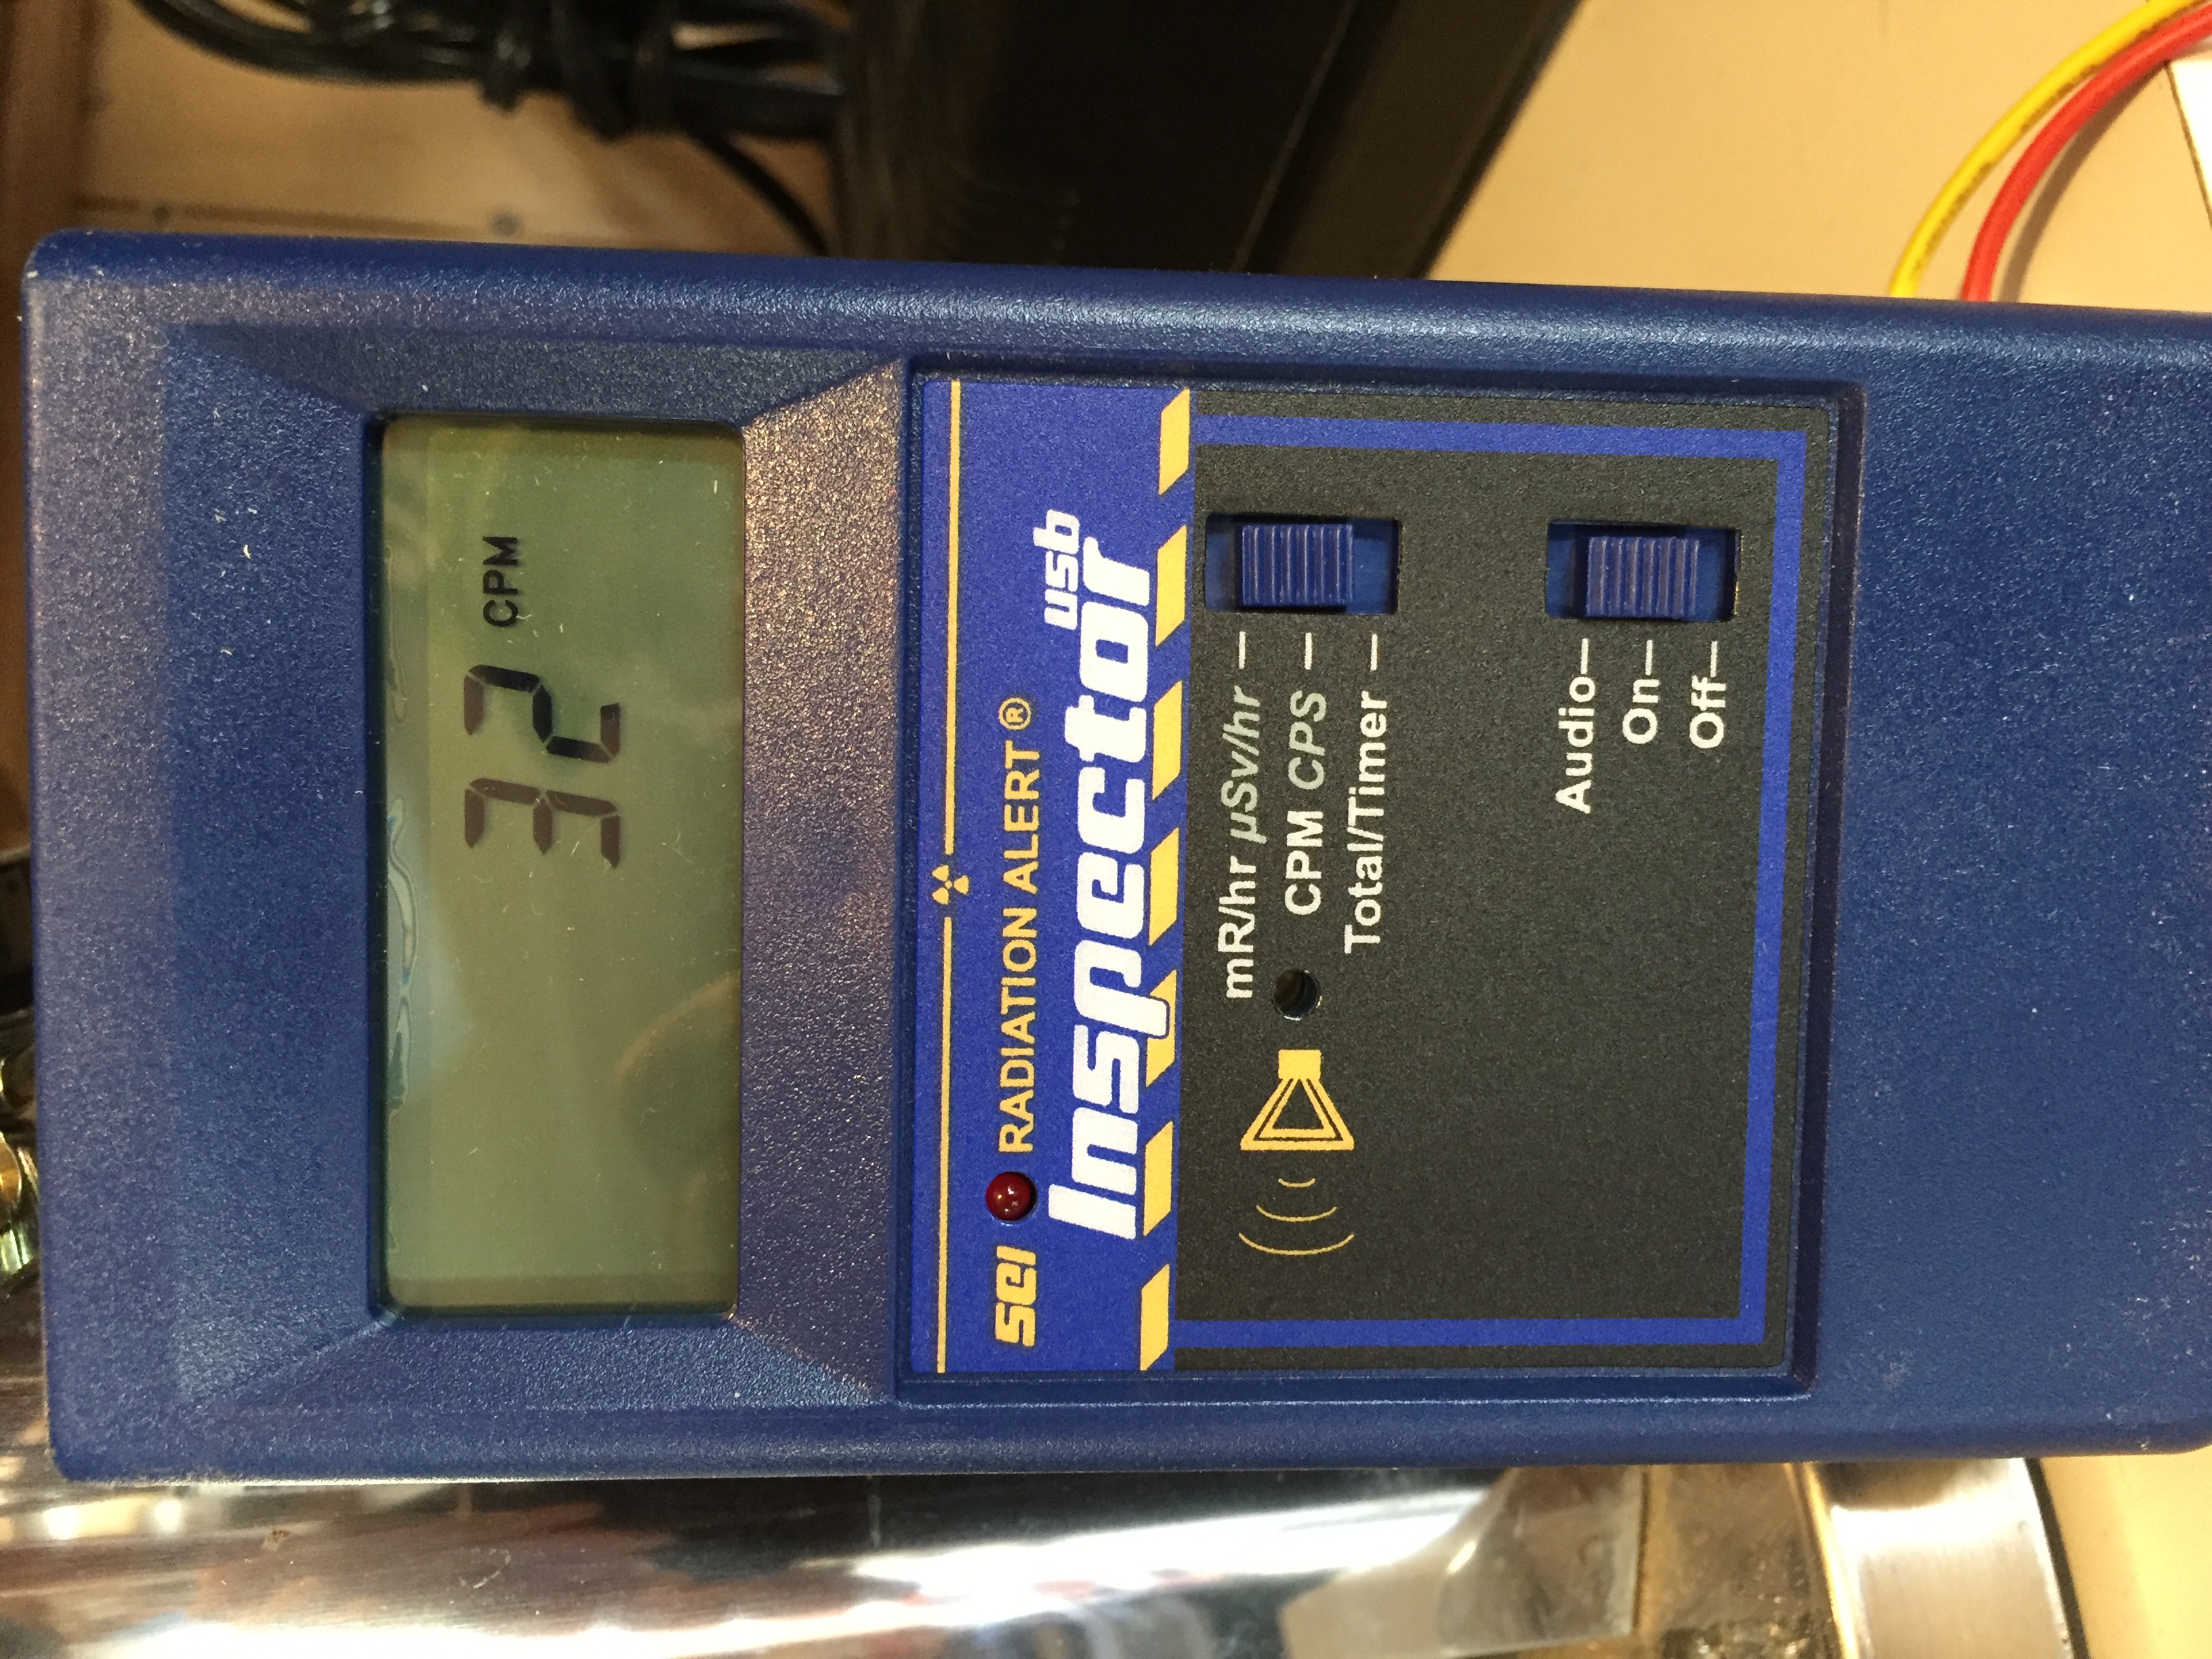 32 CPM
sei RADIATION ALERT®
Inspector usb
mR/hr µSv/hr
CPM CPS
Total/Timer
Audio
On
Off